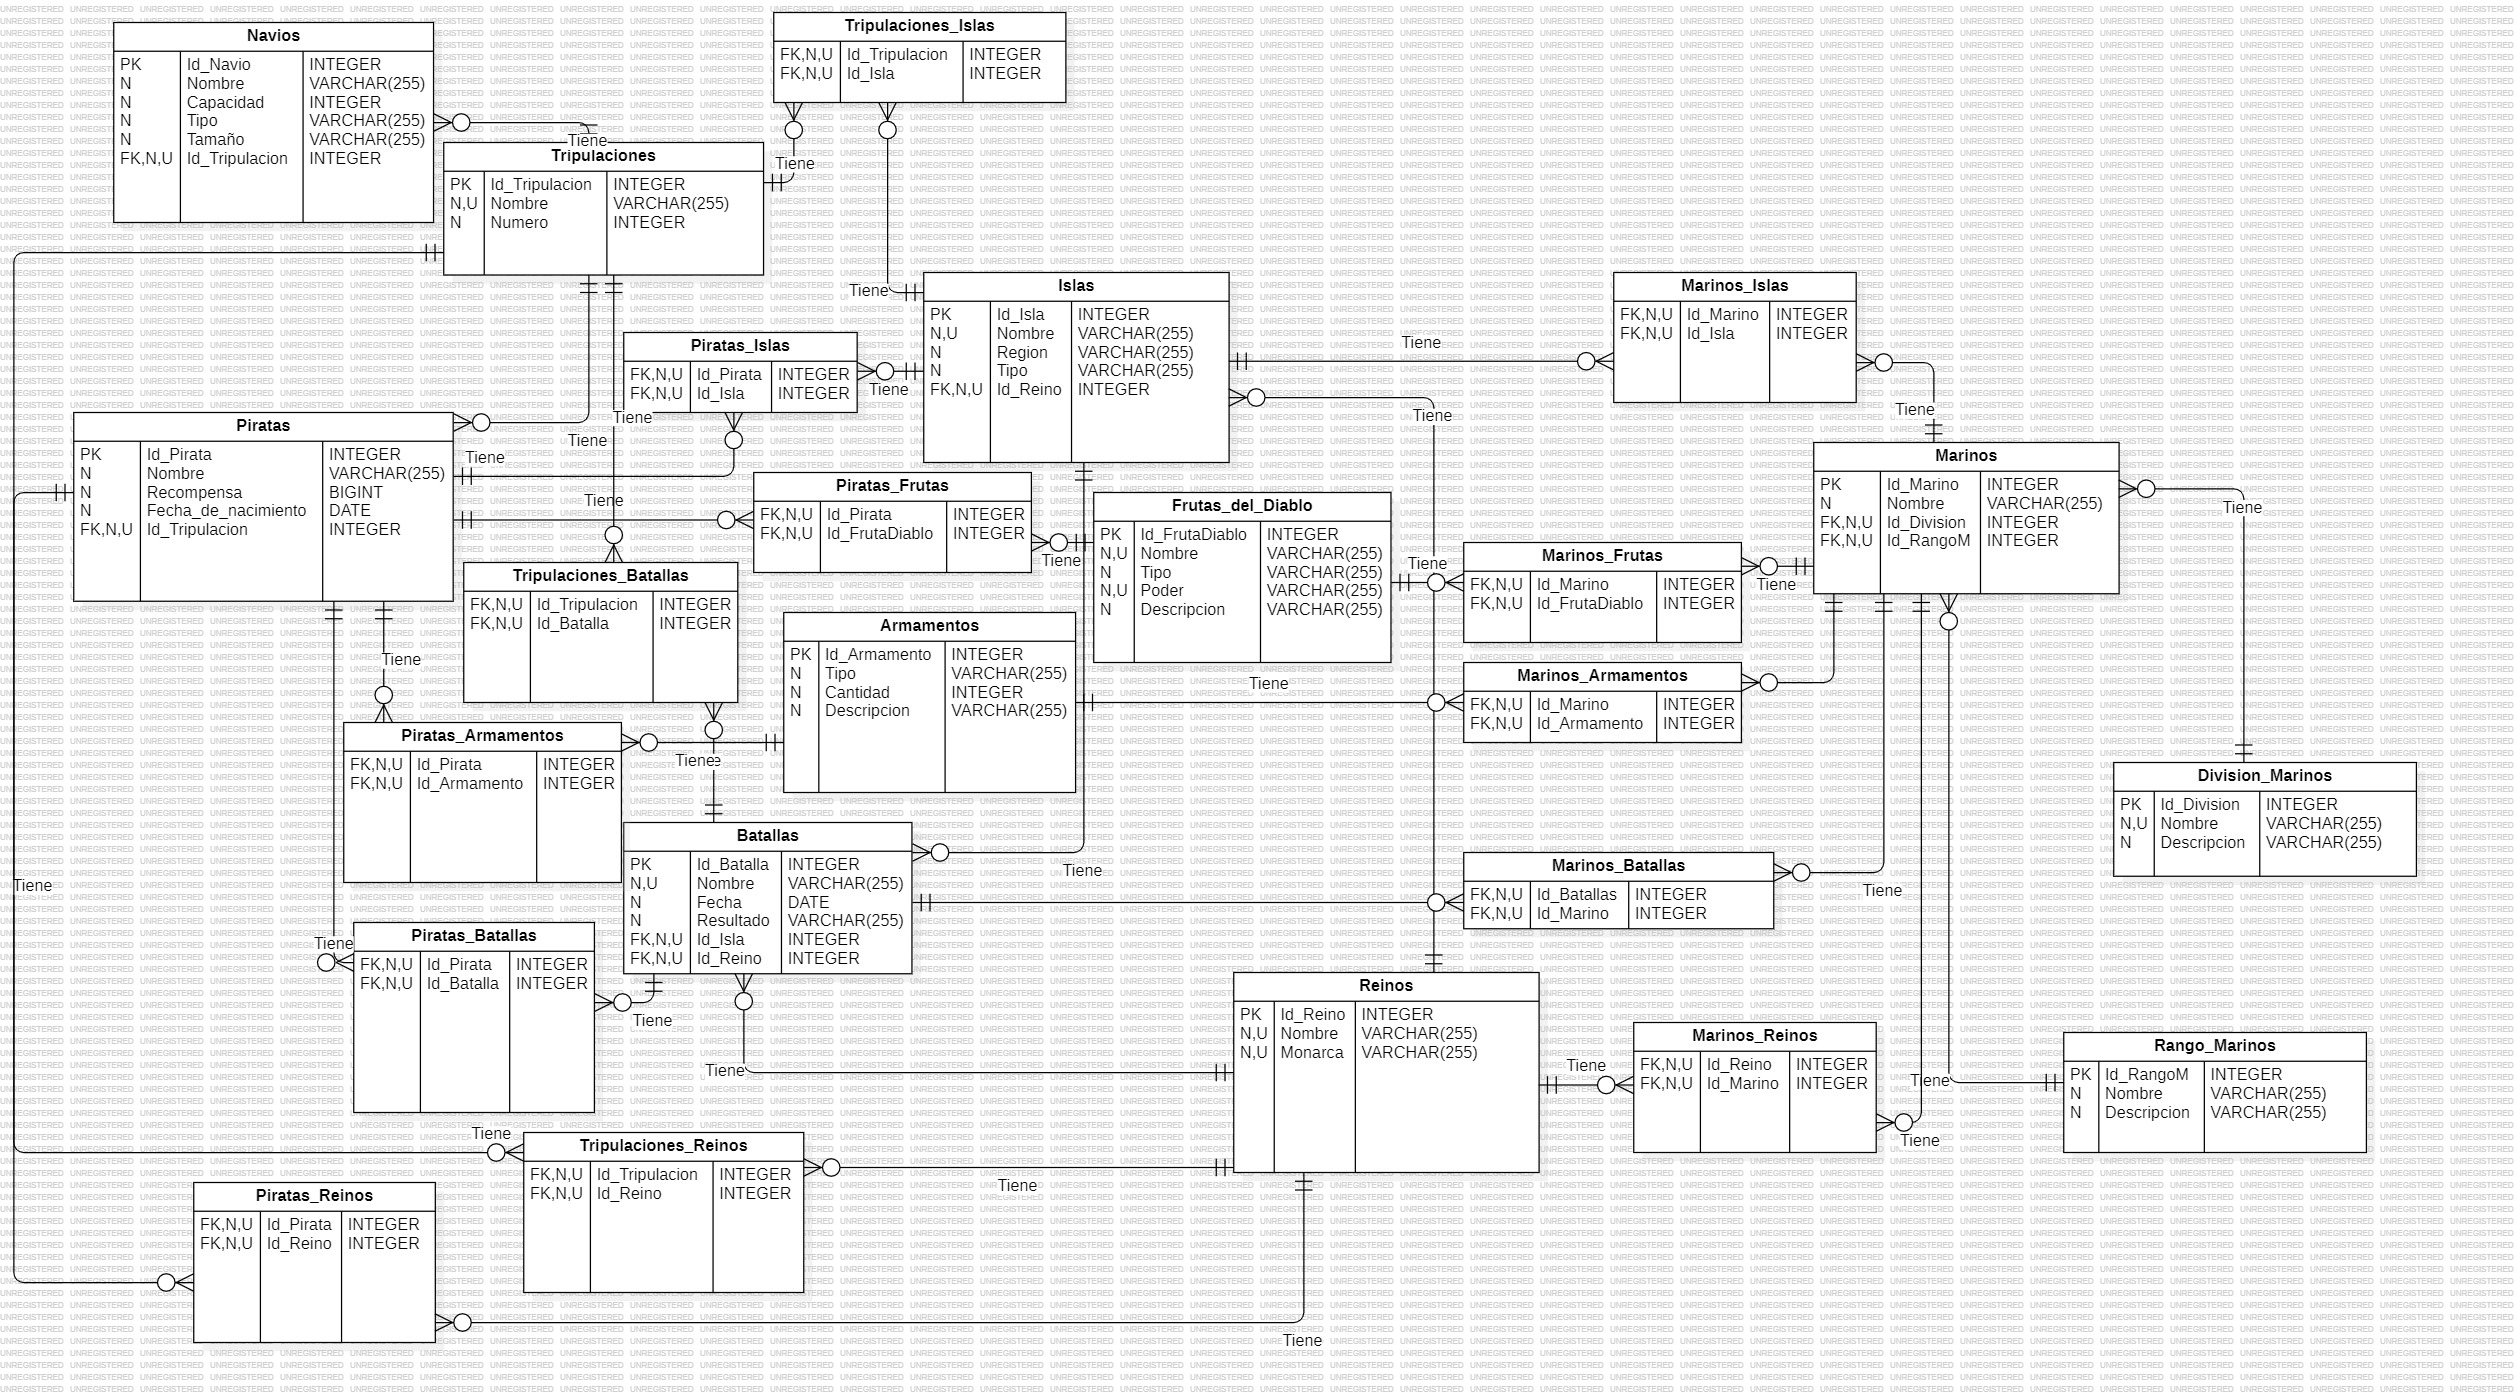 Navios
PK Id_Navio INTEGER
N Nombre VARCHAR(255)
N Capacidad INTEGER
N Tipo VARCHAR(255)
N Tamaño VARCHAR(255)
FK,N,U Id_Tripulacion INTEGER
Tiene
Tripulaciones
PK Id_Tripulacion INTEGER
N,U Nombre VARCHAR(255)
N Numero INTEGER
Tripulaciones_Islas
FK,N,U Id_Tripulacion INTEGER
FK,N,U Id_Isla INTEGER
Tiene
Tiene
Islas
PK Id_Isla INTEGER
N,U Nombre VARCHAR(255)
N Region VARCHAR(255)
N Tipo VARCHAR(255)
FK,N,U Id_Reino INTEGER
Tiene
Tiene
Marinos_Islas
FK,N,U Id_Marino INTEGER
FK,N,U Id_Isla INTEGER
Tiene
Piratas_Islas
FK,N,U Id_Pirata INTEGER
FK,N,U Id_Isla INTEGER
Tiene
Tiene
Tiene
Tiene
Tiene
Piratas
PK Id_Pirata INTEGER
N Nombre VARCHAR(255)
N Recompensa BIGINT
N Fecha_de_nacimiento DATE
FK,N,U Id_Tripulacion INTEGER
Piratas_Frutas
FK,N,U Id_Pirata INTEGER
FK,N,U Id_FrutaDiablo INTEGER
Tiene
Frutas_del_Diablo
PK Id_FrutaDiablo INTEGER
N,U Nombre VARCHAR(255)
N Tipo VARCHAR(255)
N,U Poder VARCHAR(255)
N Descripcion VARCHAR(255)
Tiene
Marinos_Frutas
FK,N,U Id_Marino INTEGER
FK,N,U Id_FrutaDiablo INTEGER
Tiene
Marinos
PK Id_Marino INTEGER
N Nombre VARCHAR(255)
FK,N,U Id_Division INTEGER
FK,N,U Id_RangoM INTEGER
Tiene
Tripulaciones_Batallas
FK,N,U Id_Tripulacion INTEGER
FK,N,U Id_Batalla INTEGER
Armamentos
PK Id_Armamento INTEGER
N Tipo VARCHAR(255)
N Cantidad INTEGER
N Descripcion VARCHAR(255)
Tiene
Marinos_Armamentos
FK,N,U Id_Marino INTEGER
FK,N,U Id_Armamento INTEGER
Tiene
Piratas_Armamentos
FK,N,U Id_Pirata INTEGER
FK,N,U Id_Armamento INTEGER
Tiene
Division_Marinos
PK Id_Division INTEGER
N,U Nombre VARCHAR(255)
N Descripcion VARCHAR(255)
Batallas
PK Id_Batalla INTEGER
N,U Nombre VARCHAR(255)
N Fecha DATE
N Resultado VARCHAR(255)
FK,N,U Id_Isla INTEGER
FK,N,U Id_Reino INTEGER
Tiene
Marinos_Batallas
FK,N,U Id_Batallas INTEGER
FK,N,U Id_Marino INTEGER
Tiene
Tiene
Tiene
Piratas_Batallas
FK,N,U Id_Pirata INTEGER
FK,N,U Id_Batalla INTEGER
Tiene
Tiene
Reinos
PK Id_Reino INTEGER
N,U Nombre VARCHAR(255)
N,U Monarca VARCHAR(255)
Tiene
Marinos_Reinos
FK,N,U Id_Reino INTEGER
FK,N,U Id_Marino INTEGER
Tiene
Tiene
Rango_Marinos
PK Id_RangoM INTEGER
N Nombre VARCHAR(255)
N Descripcion VARCHAR(255)
Tiene
Tripulaciones_Reinos
FK,N,U Id_Tripulacion INTEGER
FK,N,U Id_Reino INTEGER
Tiene
Piratas_Reinos
FK,N,U Id_Pirata INTEGER
FK,N,U Id_Reino INTEGER
Tiene
UNREGISTERED